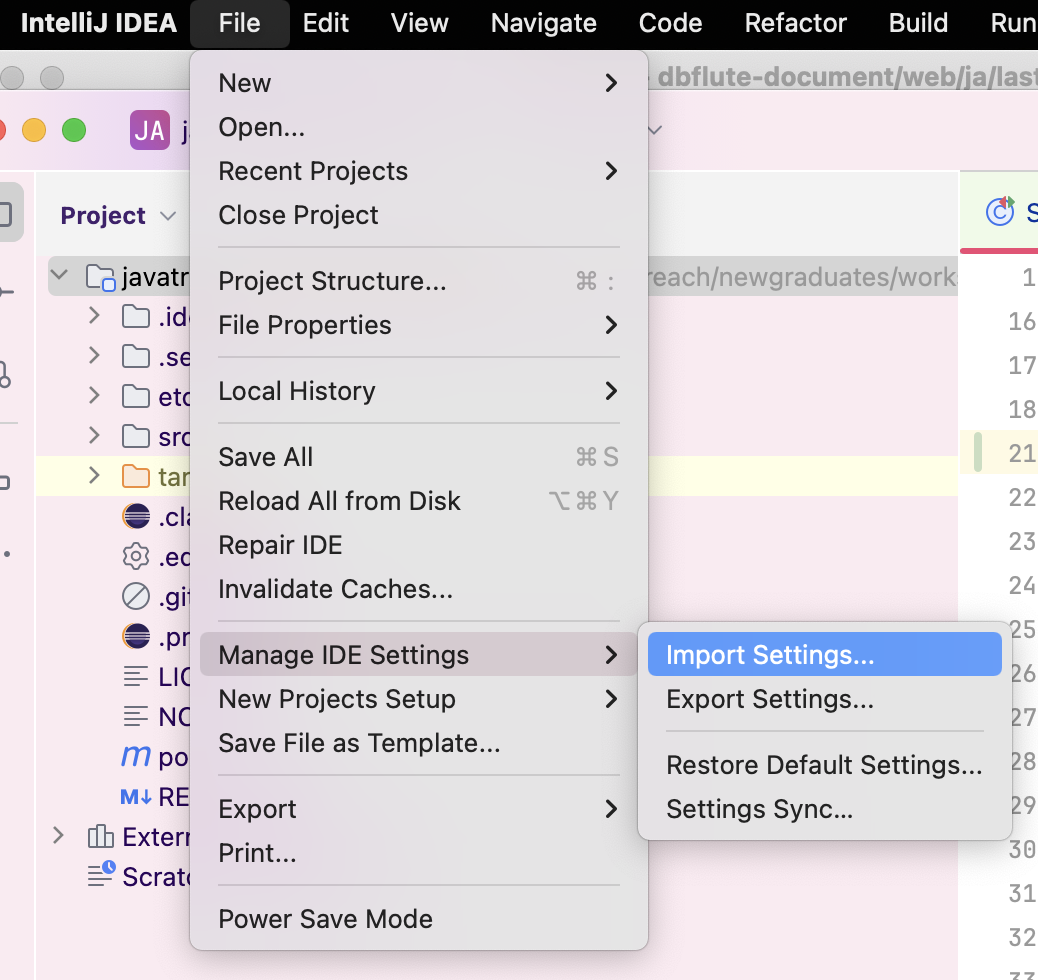 IntelliJ IDEA File Edit View Navigate Code Refactor Build Run
dbflute-document/web/ja/last
JA
Project
javatr
reach/newgraduates/work
New
Open...
Recent Projects
Close Project
Project Structure... ⌘ :
File Properties
Local History
Save All ⌘ S
Reload All from Disk ⌥ ⌘ Y
Repair IDE
Invalidate Caches...
Manage IDE Settings
New Projects Setup
Save File as Template...
Export
Print...
Power Save Mode
Import Settings...
Export Settings...
Restore Default Settings...
Settings Sync...
.id
.se
etc
src
tar
.cla
.ed
.git
.pr
LIC
NO
m po
M↓ RE
Extern
Scratc
C S
1
16
17
18
21
22
23
24
25
26
27
28
29
30
31
32
33